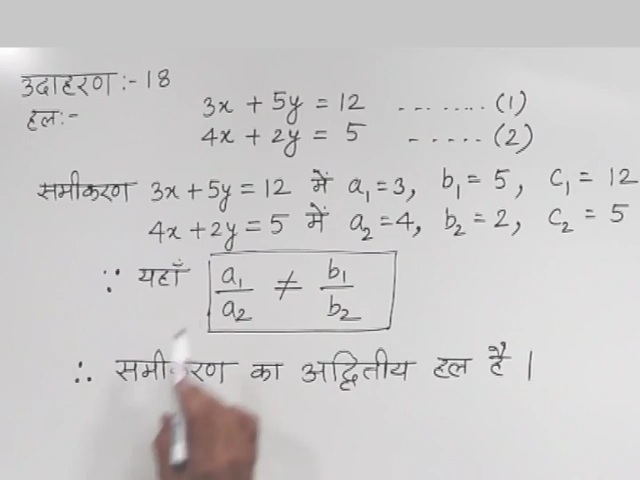 उदाहरण :- 18
हल :-
3x + 5y = 12 ........ (1)
4x + 2y = 5 ..... (2)
समीकरण 3x + 5y = 12 में a₁ = 3, b₁ = 5, c₁ = 12
4x + 2y = 5 में a₂ = 4, b₂ = 2, c₂ = 5
∵ यहाँ a₁/a₂ ≠ b₁/b₂
∴ समीकरण का अद्वितीय हल है |